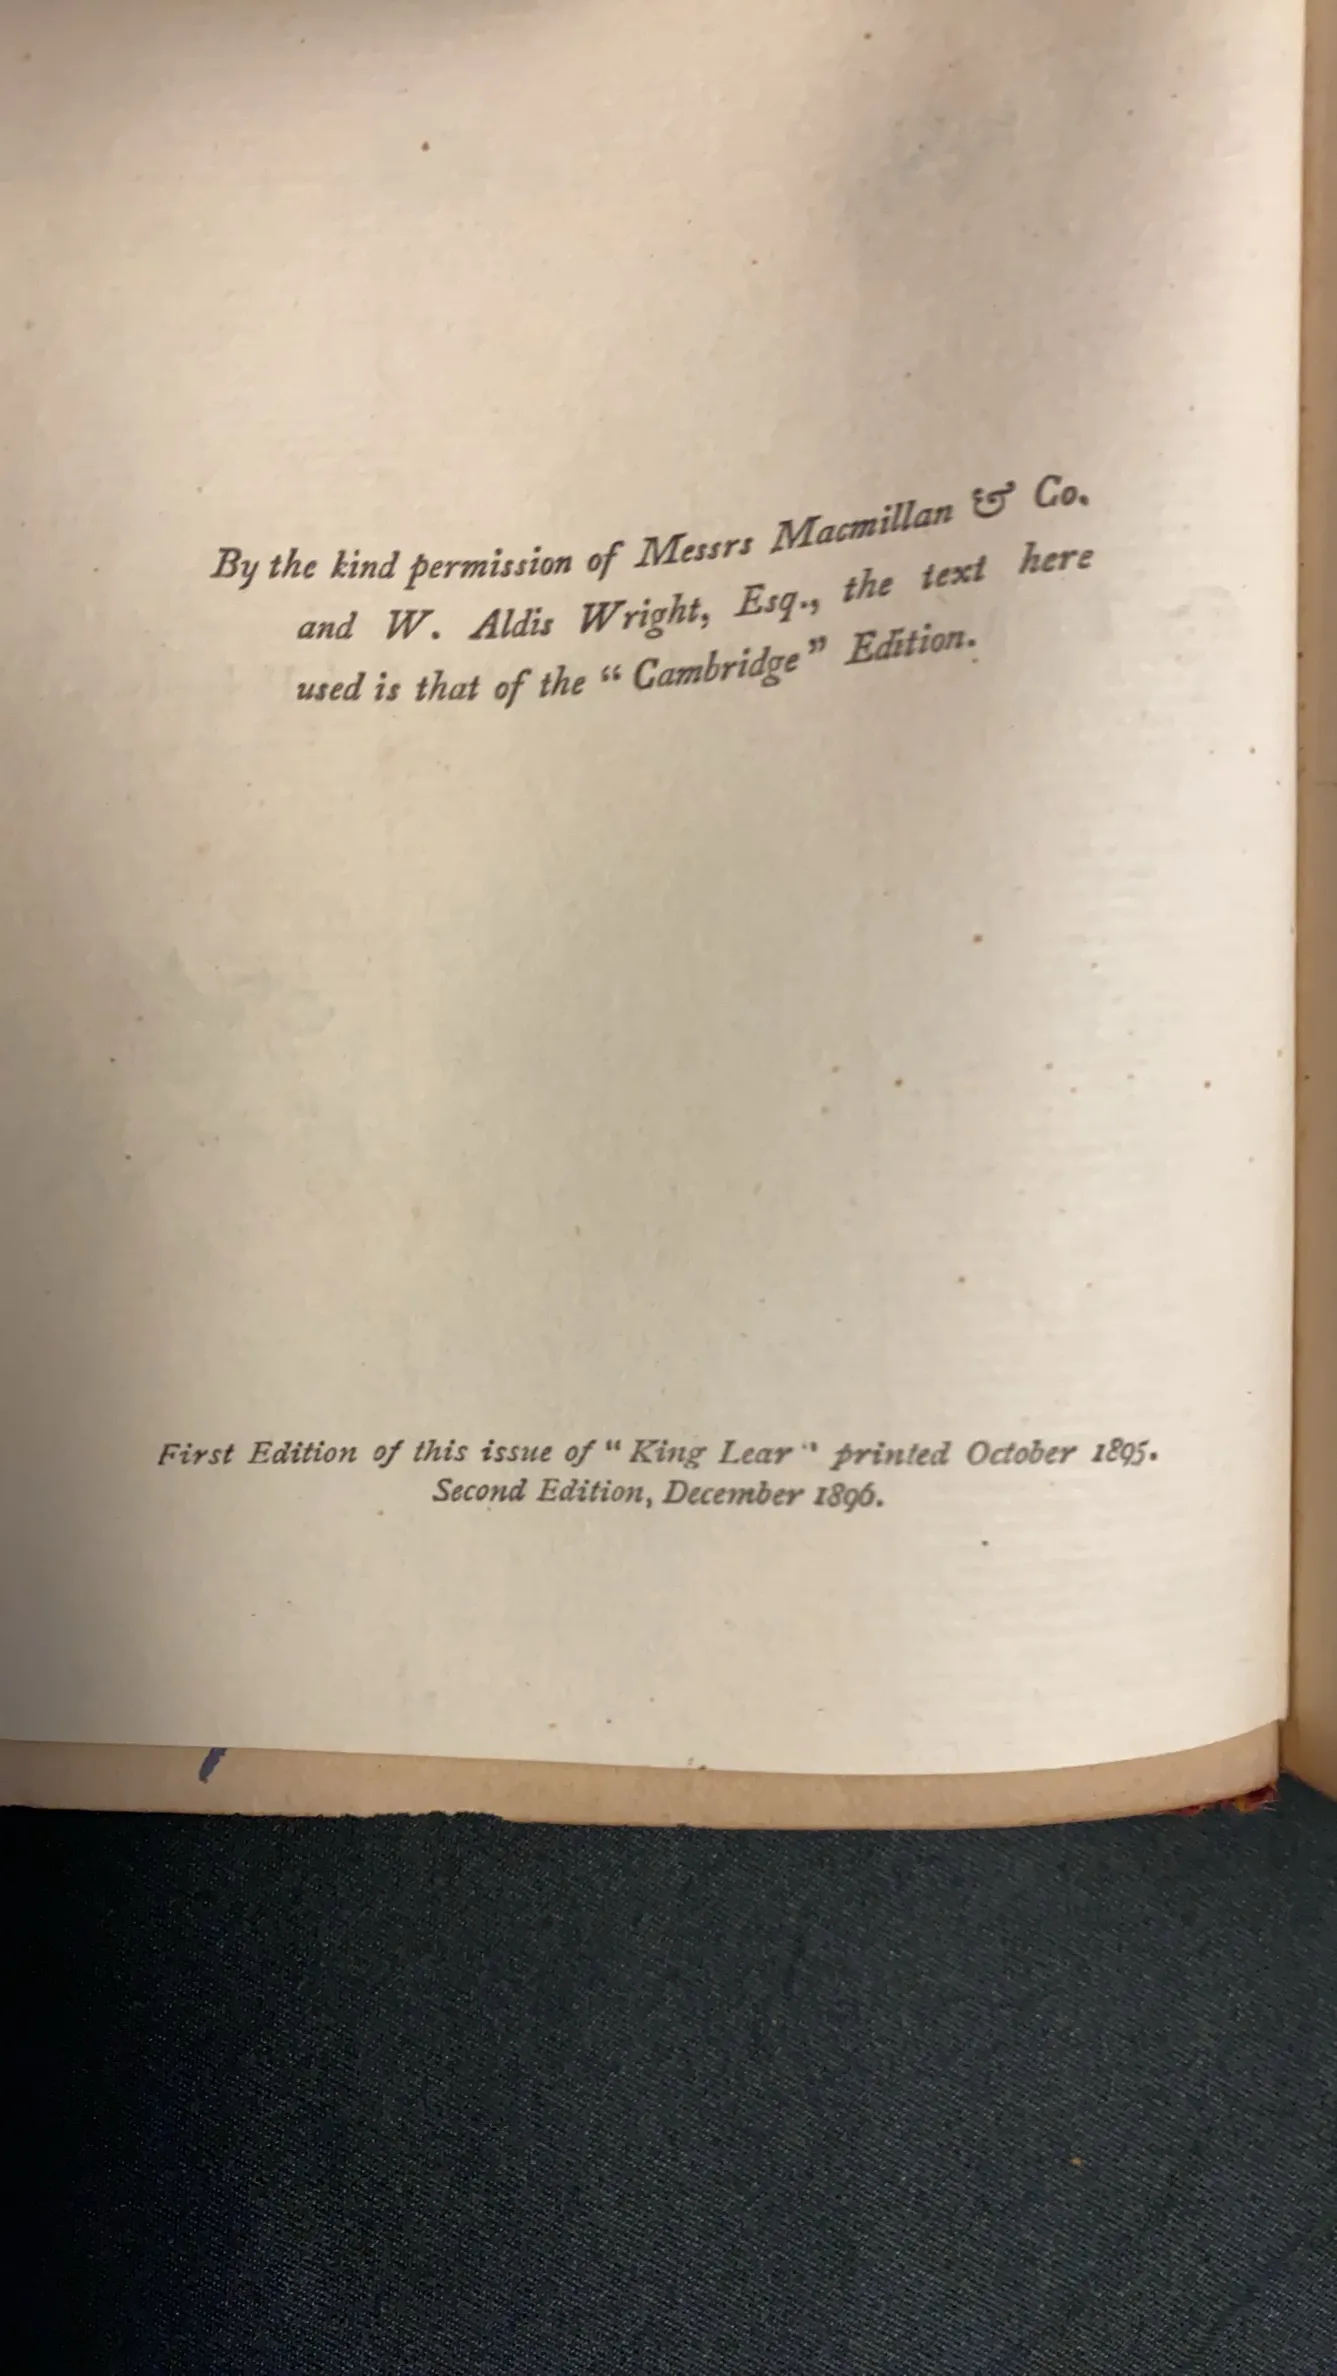 By the kind permission of Messrs Macmillan & Co.
and W. Aldis Wright, Esq., the text here
used is that of the “Cambridge” Edition.
First Edition of this issue of “King Lear” printed October 1895.
Second Edition, December 1896.